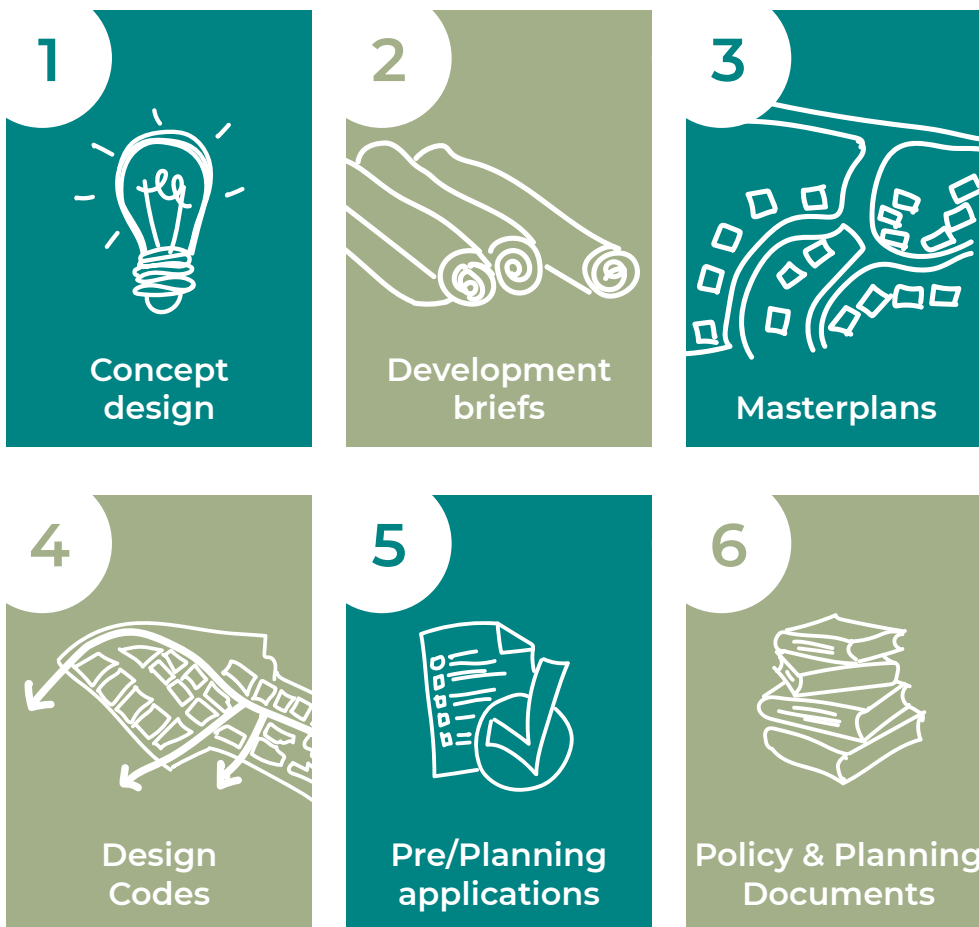 1
Concept
design
2
Development
briefs
3
Masterplans
4
Design
Codes
5
Pre/Planning
applications
6
Policy & Planning
Documents